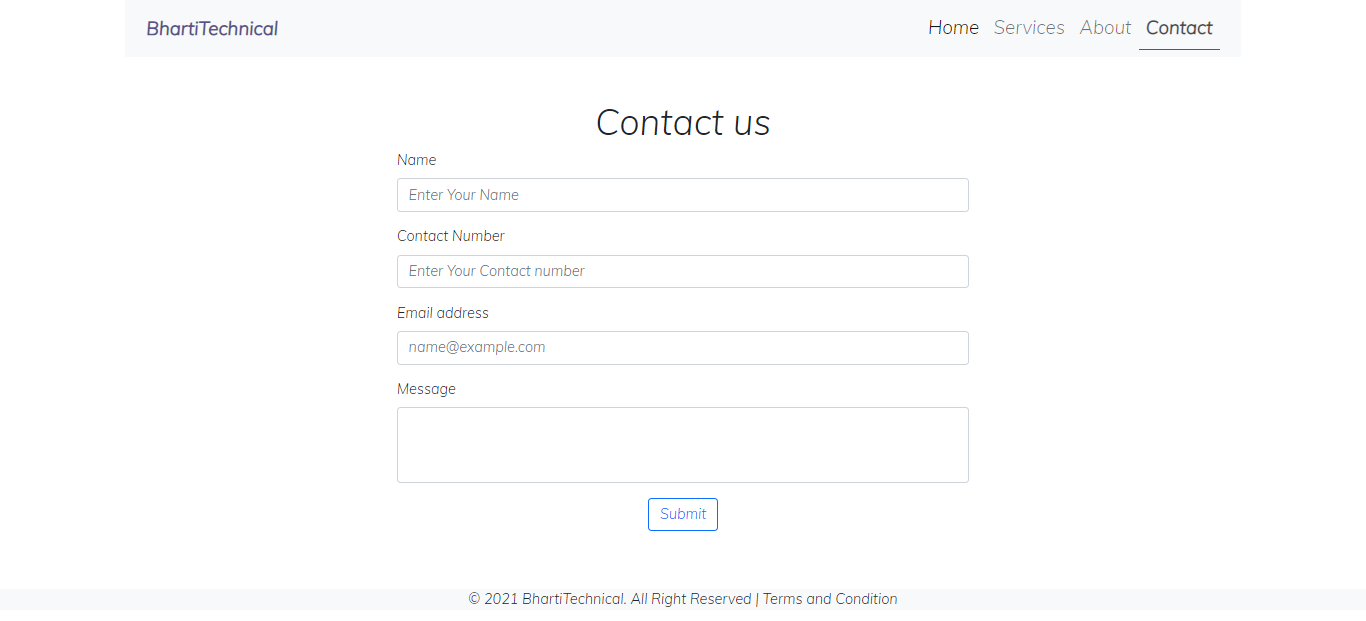 BhartiTechnical Home Services About Contact
Contact us
Name
Enter Your Name
Contact Number
Enter Your Contact number
Email address
name@example.com
Message
Submit
© 2021 BhartiTechnical. All Right Reserved | Terms and Condition